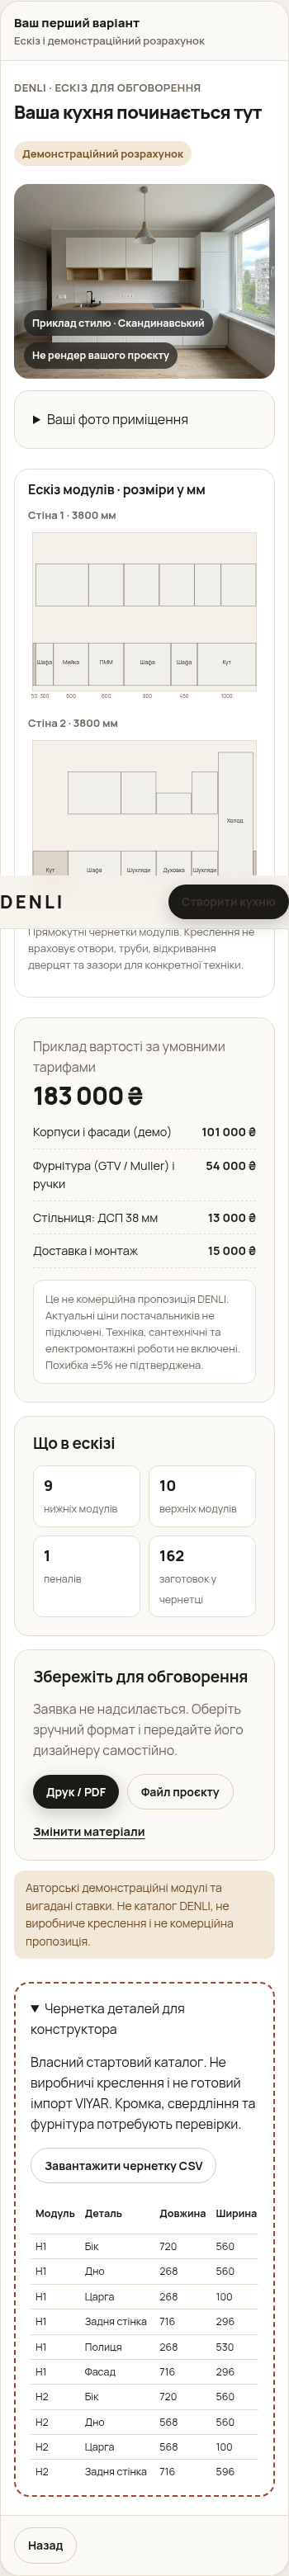 Ваш перший варіант
Ескіз і демонстраційний розрахунок
DENLI · ЕСКІЗ ДЛЯ ОБГОВОРЕННЯ
Ваша кухня починається тут
Демонстраційний розрахунок
Приклад стилю · Скандинавський
Не рендер вашого проєкту
▶ Ваші фото приміщення
Ескіз модулів · розміри у мм
Стіна 1 · 3800 мм
Шафа Мийка ПММ Шафа Шафа Кут
50 300 600 600 800 450 1000
Стіна 2 · 3800 мм
Холод
Кут Шафа Шухляди Духовка Шухляди
DENLI
Створити кухню
Прямокутні чернетки модулів. Креслення не
враховує отвори, труби, відкривання
дверцят та зазори для конкретної техніки.
Приклад вартості за умовними
тарифами
183 000 ₴
Корпуси і фасади (демо) 101 000 ₴
Фурнітура (GTV / Muller) і 54 000 ₴
ручки
Стільниця: ДСП 38 мм 13 000 ₴
Доставка і монтаж 15 000 ₴
Це не комерційна пропозиція DENLI.
Актуальні ціни постачальників не
підключені. Техніка, сантехнічні та
електромонтажні роботи не включені.
Похибка ±5% не підтверджена.
Що в ескізі
9
нижніх модулів
10
верхніх модулів
1
пеналів
162
заготовок у
чернетці
Збережіть для обговорення
Заявка не надсилається. Оберіть
зручний формат і передайте його
дизайнеру самостійно.
Друк / PDF
Файл проєкту
Змінити матеріали
Авторські демонстраційні модулі та
вигадані ставки. Не каталог DENLI, не
виробниче креслення і не комерційна
пропозиція.
▼ Чернетка деталей для
конструктора
Власний стартовий каталог. Не
виробничі креслення і не готовий
імпорт VIYAR. Кромка, свердління та
фурнітура потребують перевірки.
Завантажити чернетку CSV
Модуль Деталь Довжина Ширина
Н1 Бік 720 560
Н1 Дно 268 560
Н1 Царга 268 100
Н1 Задня стінка 716 296
Н1 Полиця 268 530
Н1 Фасад 716 296
Н2 Бік 720 560
Н2 Дно 568 560
Н2 Царга 568 100
Н2 Задня стінка 716 596
Назад